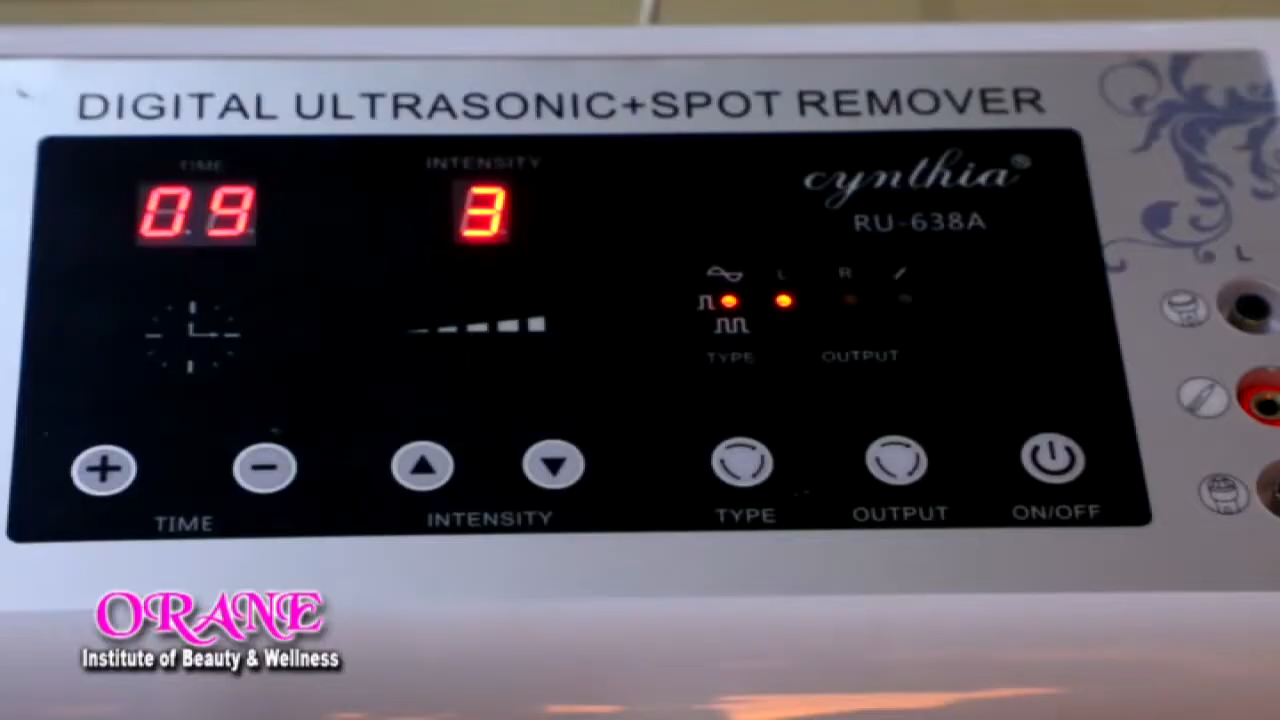 DIGITAL ULTRASONIC+SPOT REMOVER
TIME
INTENSITY
09
3
cynthia®
RU-638A
L
L
R
TYPE
OUTPUT
TIME
INTENSITY
TYPE
OUTPUT
ON/OFF
ORANE
Institute of Beauty & Wellness